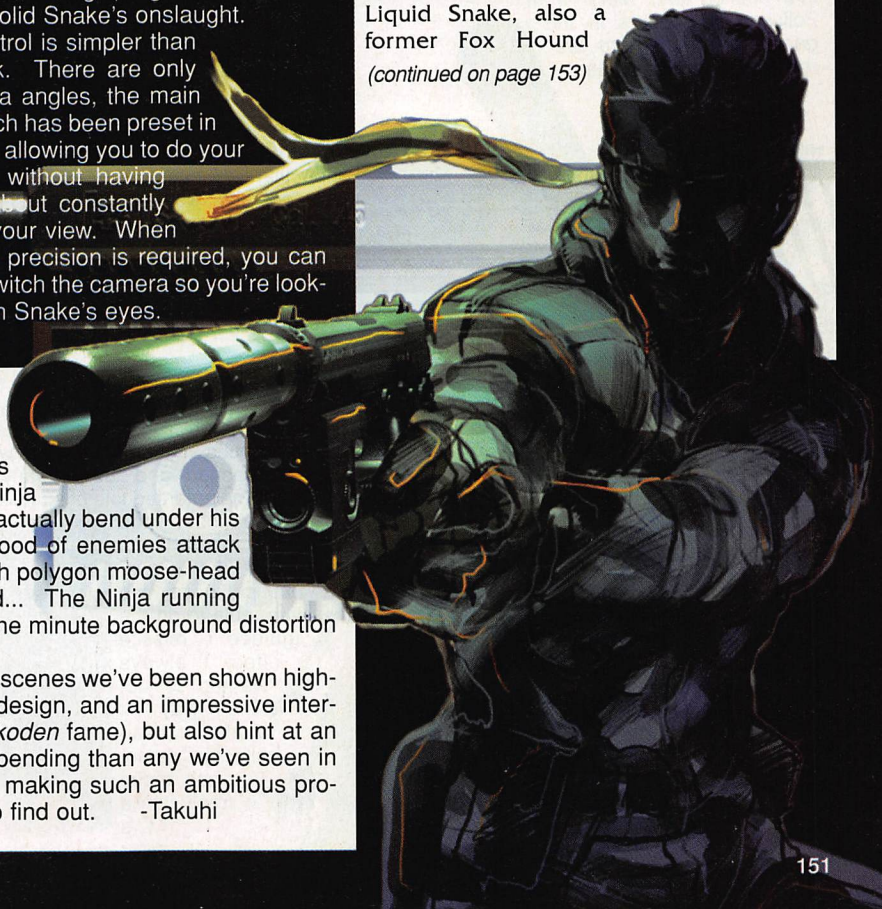 olid Snake's onslaught.
trol is simpler than
k. There are only
a angles, the main
ch has been preset in
allowing you to do your
without having
out constantly
your view. When
precision is required, you can
witch the camera so you're look-
n Snake's eyes.
Liquid Snake, also a
former Fox Hound
(continued on page 153)
s
inja
actually bend under his
ood of enemies attack
h polygon moose-head
d... The Ninja running
he minute background distortion
scenes we've been shown high-
design, and an impressive inter-
koden fame), but also hint at an
pending than any we've seen in
making such an ambitious pro-
o find out. -Takuhi
151